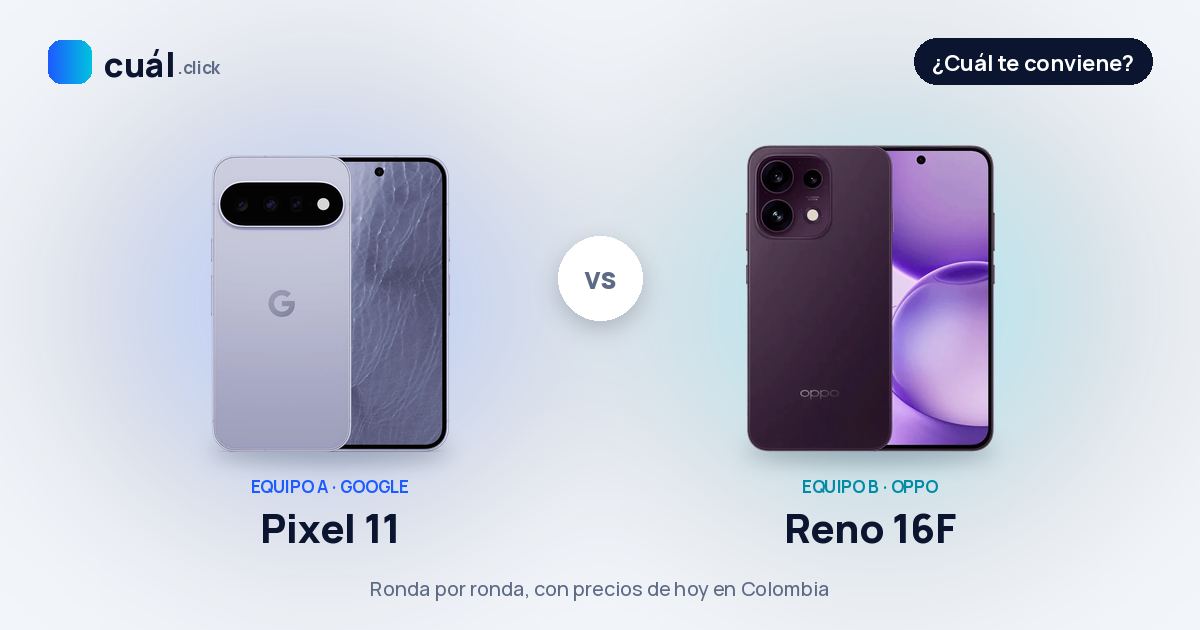 cuál.click
¿Cuál te conviene?
G
oppo
VS
EQUIPO A · GOOGLE
EQUIPO B · OPPO
Pixel 11
Reno 16F
Ronda por ronda, con precios de hoy en Colombia